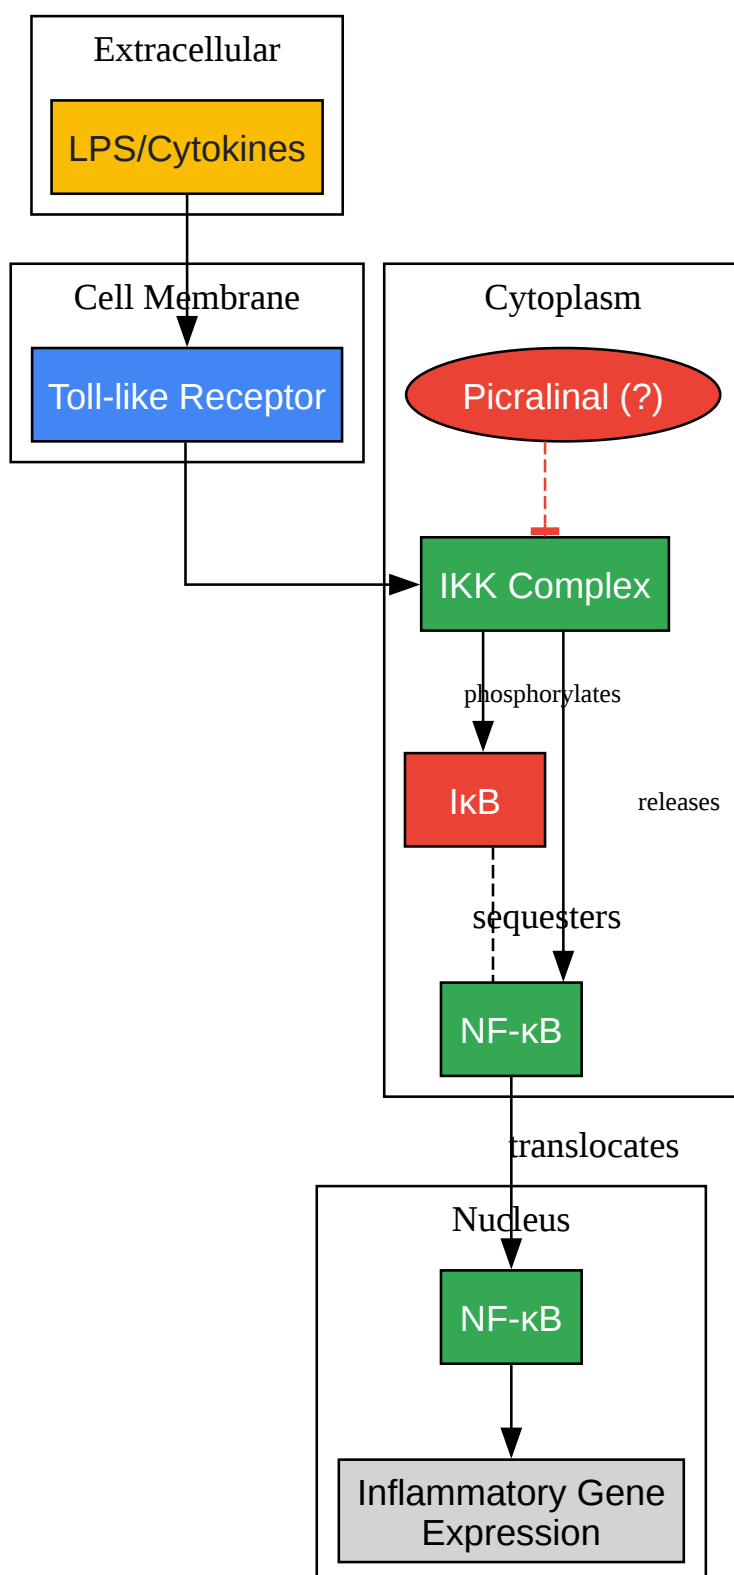 Extracellular
LPS/Cytokines
Cell Membrane
Toll-like Receptor
Cytoplasm
Picralinal (?)
IKK Complex
phosphorylates
IκB
releases
sequesters
NF-κB
translocates
Nucleus
NF-κB
Inflammatory Gene
Expression